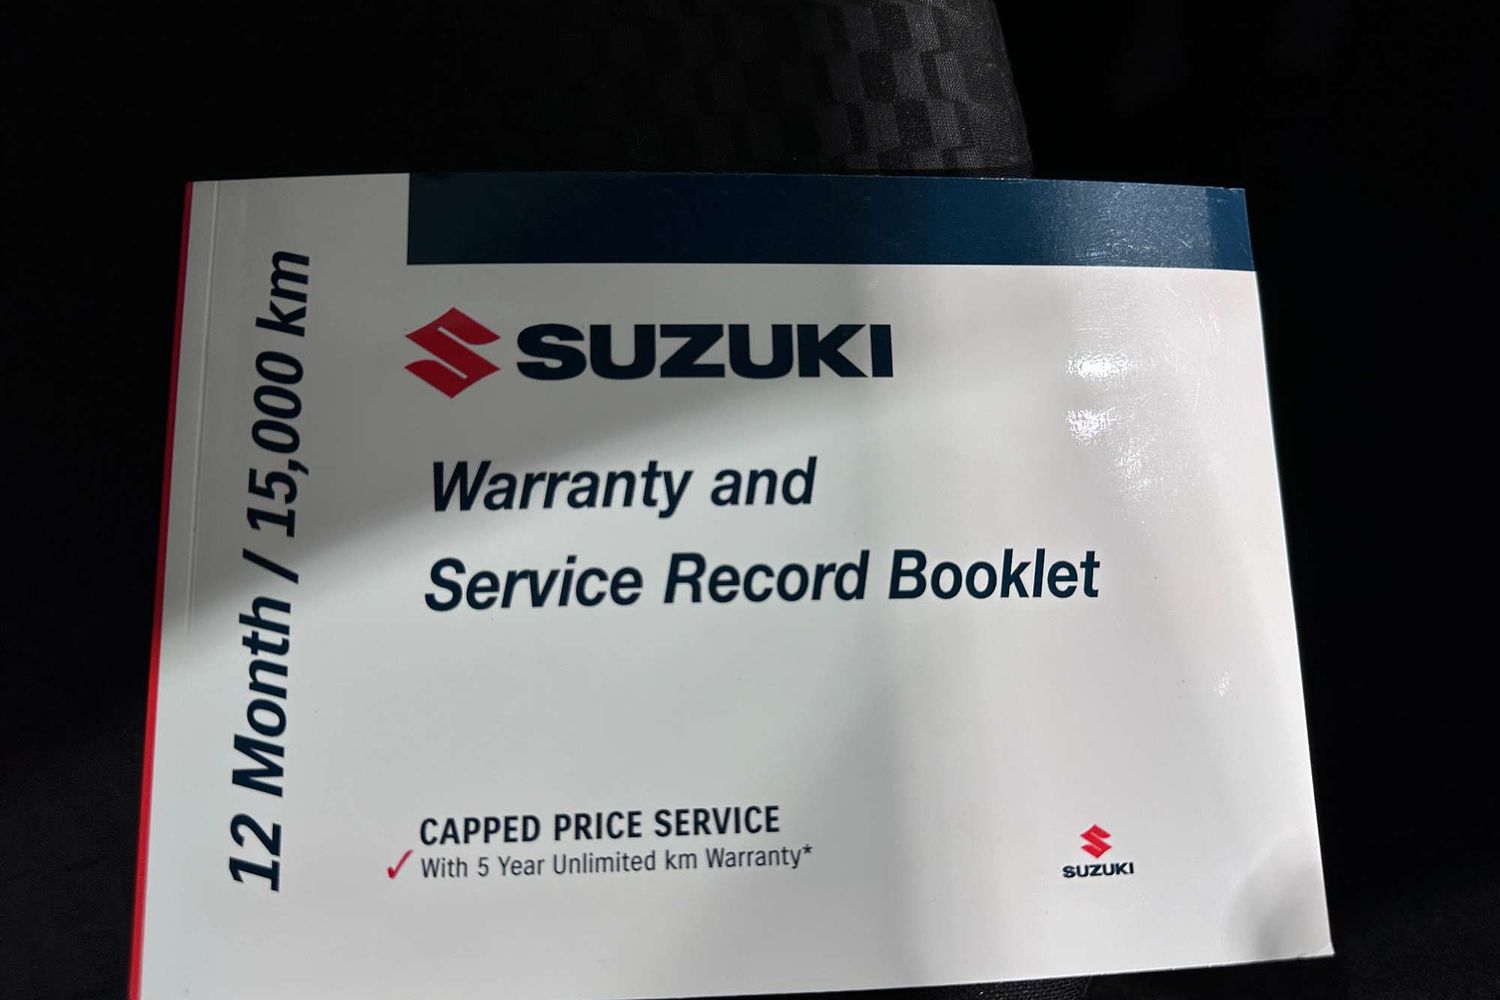 12 Month / 15,000 km
SUZUKI
Warranty and
Service Record Booklet
CAPPED PRICE SERVICE
✓ With 5 Year Unlimited km Warranty*
SUZUKI